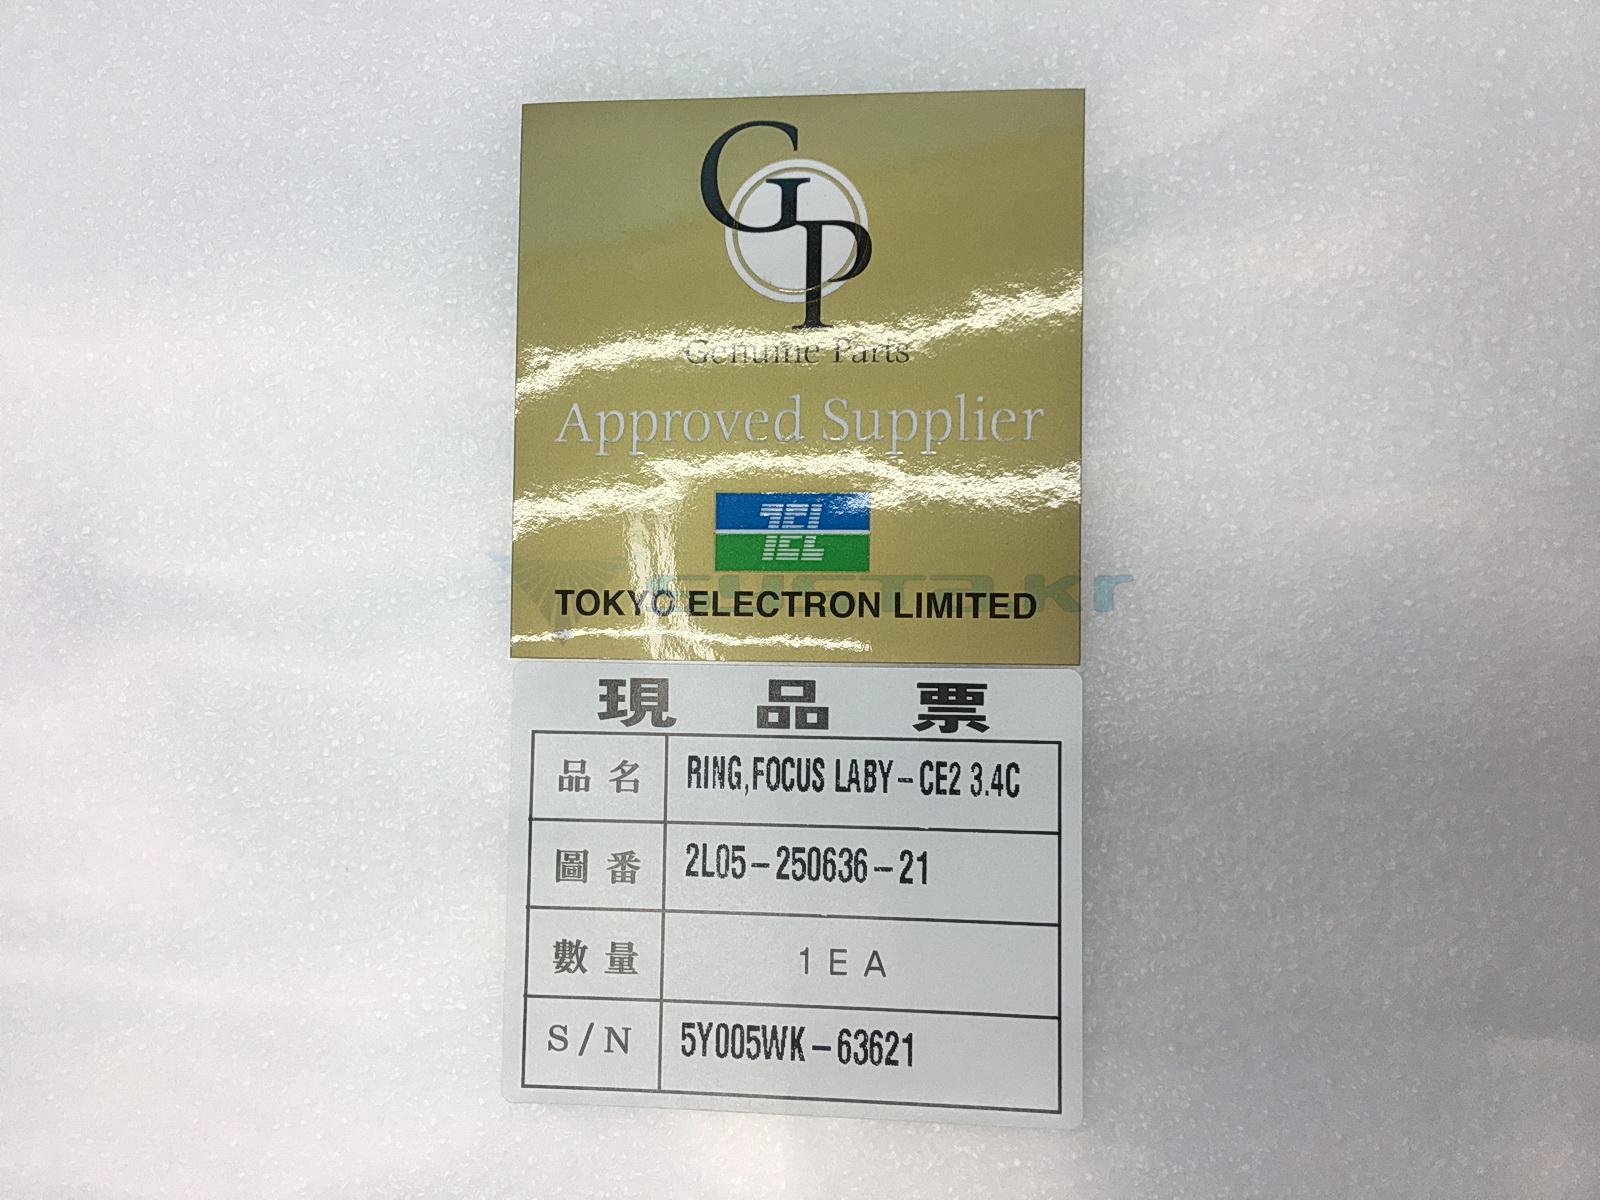 GP
Genuine Parts
Approved Supplier
TEL
TOKYO ELECTRON LIMITED
現品票
品名 RING,FOCUS LABY-CE2 3.4C
圖番 2L05-250636-21
數量 1EA
S/N 5Y005WK-63621